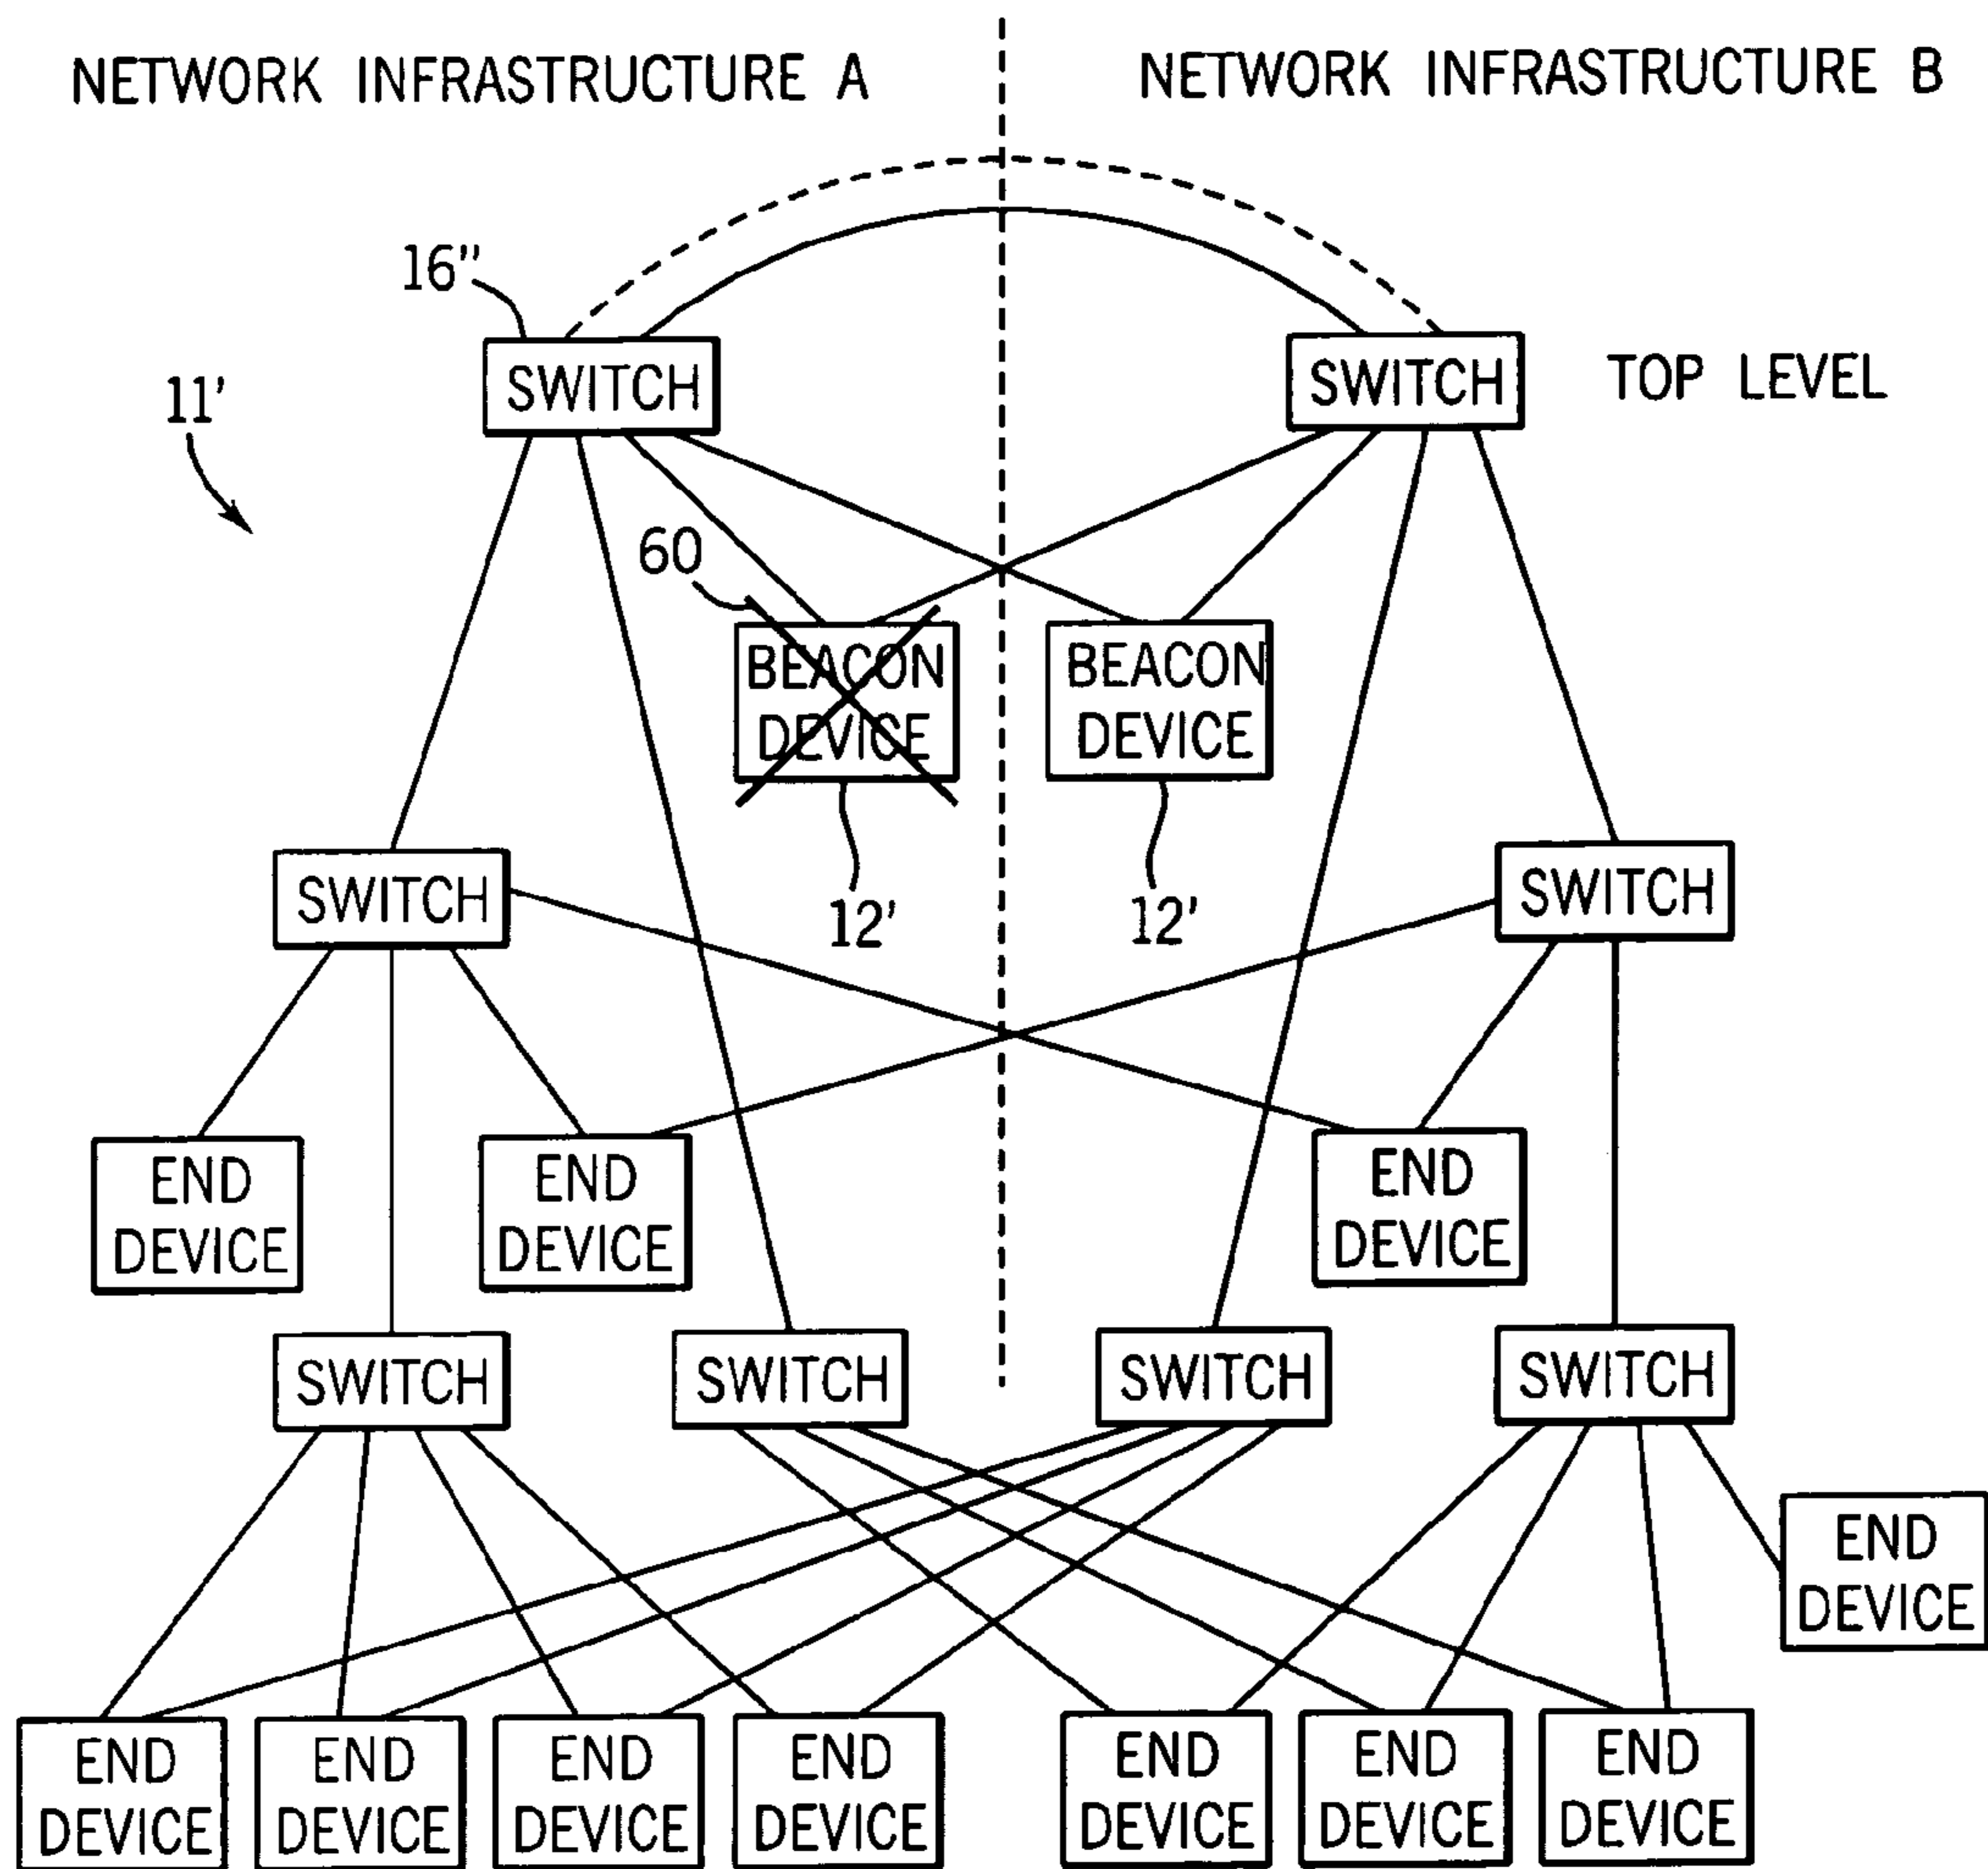 NETWORK INFRASTRUCTURE A
NETWORK INFRASTRUCTURE B
16"
SWITCH
SWITCH
TOP LEVEL
11'
60
BEACON
DEVICE
BEACON
DEVICE
SWITCH
12'
12'
SWITCH
END
DEVICE
END
DEVICE
END
DEVICE
SWITCH
SWITCH
SWITCH
SWITCH
END
DEVICE
END
DEVICE
END
DEVICE
END
DEVICE
END
DEVICE
END
DEVICE
END
DEVICE
END
DEVICE